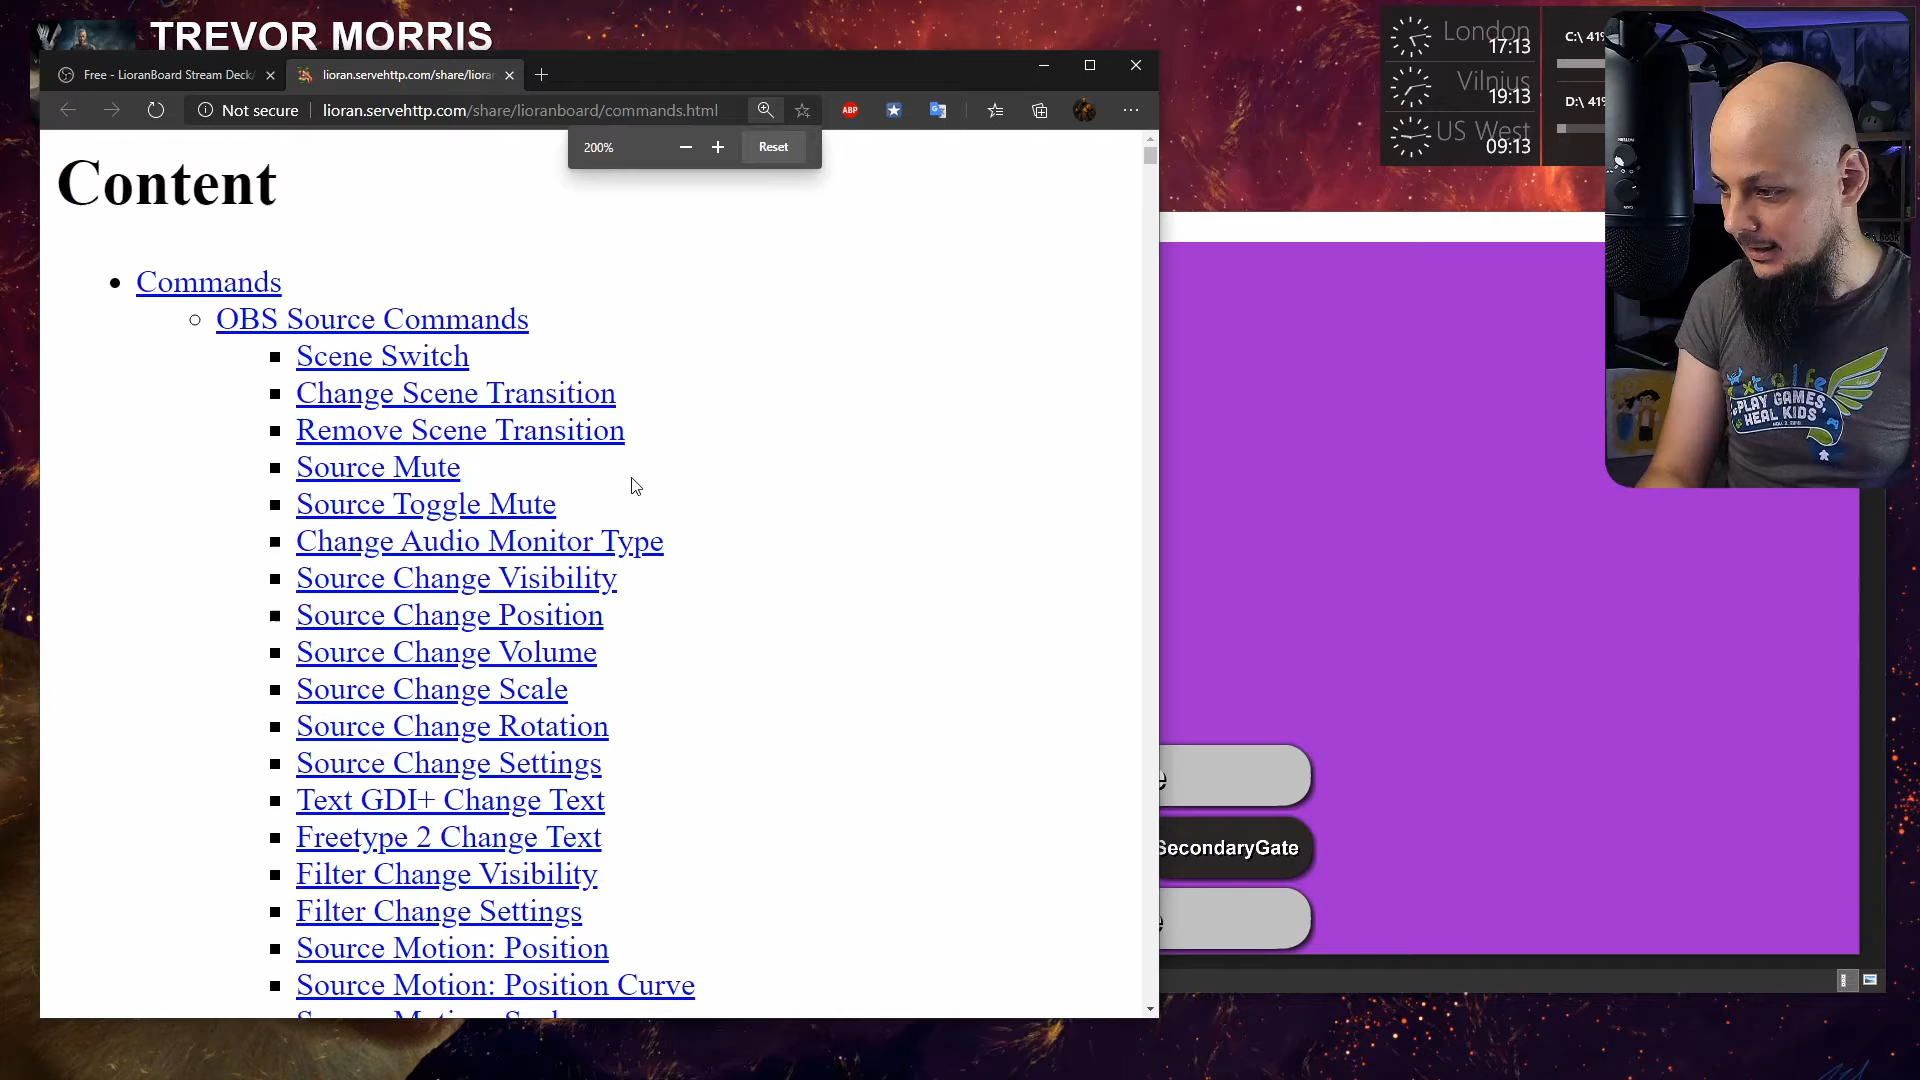 TREVOR MORRIS
Free - LioranBoard Stream Deck/
lioran.servehttp.com/share/lioran
Not secure
lioran.servehttp.com/share/lioranboard/commands.html
ABP
200%
Reset
Content
Commands
OBS Source Commands
Scene Switch
Change Scene Transition
Remove Scene Transition
Source Mute
Source Toggle Mute
Change Audio Monitor Type
Source Change Visibility
Source Change Position
Source Change Volume
Source Change Scale
Source Change Rotation
Source Change Settings
Text GDI+ Change Text
Freetype 2 Change Text
Filter Change Visibility
Filter Change Settings
Source Motion: Position
Source Motion: Position Curve
London
17:13
Vilnius
19:13
US West
09:13
C:\ 41%
D:\ 41%
PLAY GAMES,
HEAL KIDS
e
SecondaryGate
e